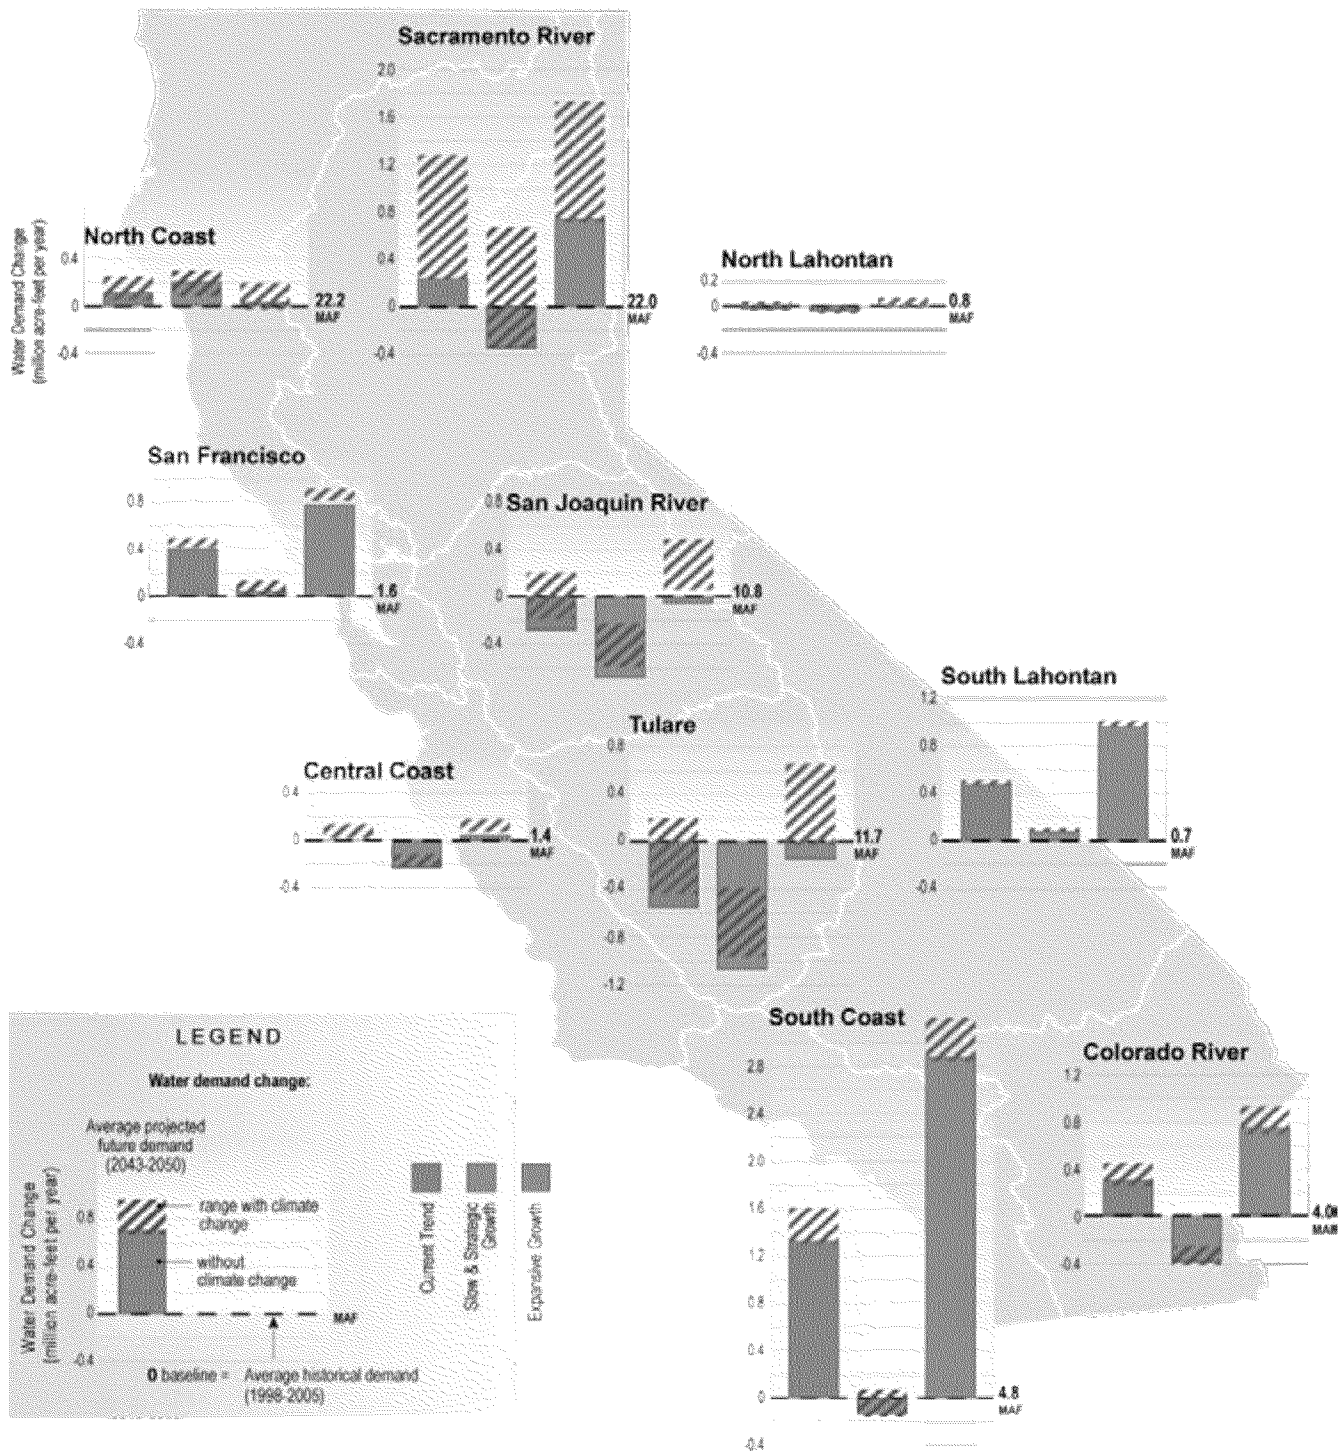 Sacramento River
2.0
1.6
1.2
0.8
0.4
0
-0.4
22.0
MAF
Water Demand Change
(million acre-feet per year)
North Coast
0.4
0
-0.4
22.2
MAF
North Lahontan
0.2
0
-0.4
0.8
MAF
San Francisco
0.8
0.4
0
-0.4
1.6
MAF
San Joaquin River
0.8
0.4
0
-0.4
10.8
MAF
South Lahontan
1.2
0.8
0.4
0
-0.4
0.7
MAF
Tulare
0.8
0.4
0
-0.4
-0.8
-1.2
11.7
MAF
Central Coast
0.4
0
-0.4
1.4
MAF
South Coast
2.8
2.4
2.0
1.6
1.2
0.8
0.4
0
-0.4
4.8
MAF
Colorado River
1.2
0.8
0.4
0
-0.4
4.0
MAF
LEGEND
Water demand change:
Average projected
future demand
(2043-2050)
Water Demand Change
(million acre-feet per year)
0.8
0.4
0
-0.4
range with climate
change
without
climate change
MAF
0 baseline = Average historical demand
(1998-2005)
Current Trend
Slow & Strategic
Growth
Expansive Growth